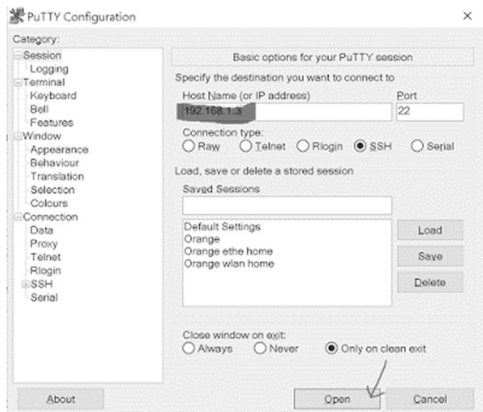 PuTTY Configuration
Category:
Session
Logging
Terminal
Keyboard
Bell
Features
Window
Appearance
Behaviour
Translation
Selection
Colours
Connection
Data
Proxy
Telnet
Rlogin
SSH
Serial
Basic options for your PuTTY session
Specify the destination you want to connect to
Host Name (or IP address) Port
192.168.1.3 22
Connection type:
Raw Telnet Rlogin SSH Serial
Load, save or delete a stored session
Saved Sessions
Default Settings
Orange
Orange ethe home
Orange wlan home
Load
Save
Delete
Close window on exit:
Always Never Only on clean exit
About Open Cancel